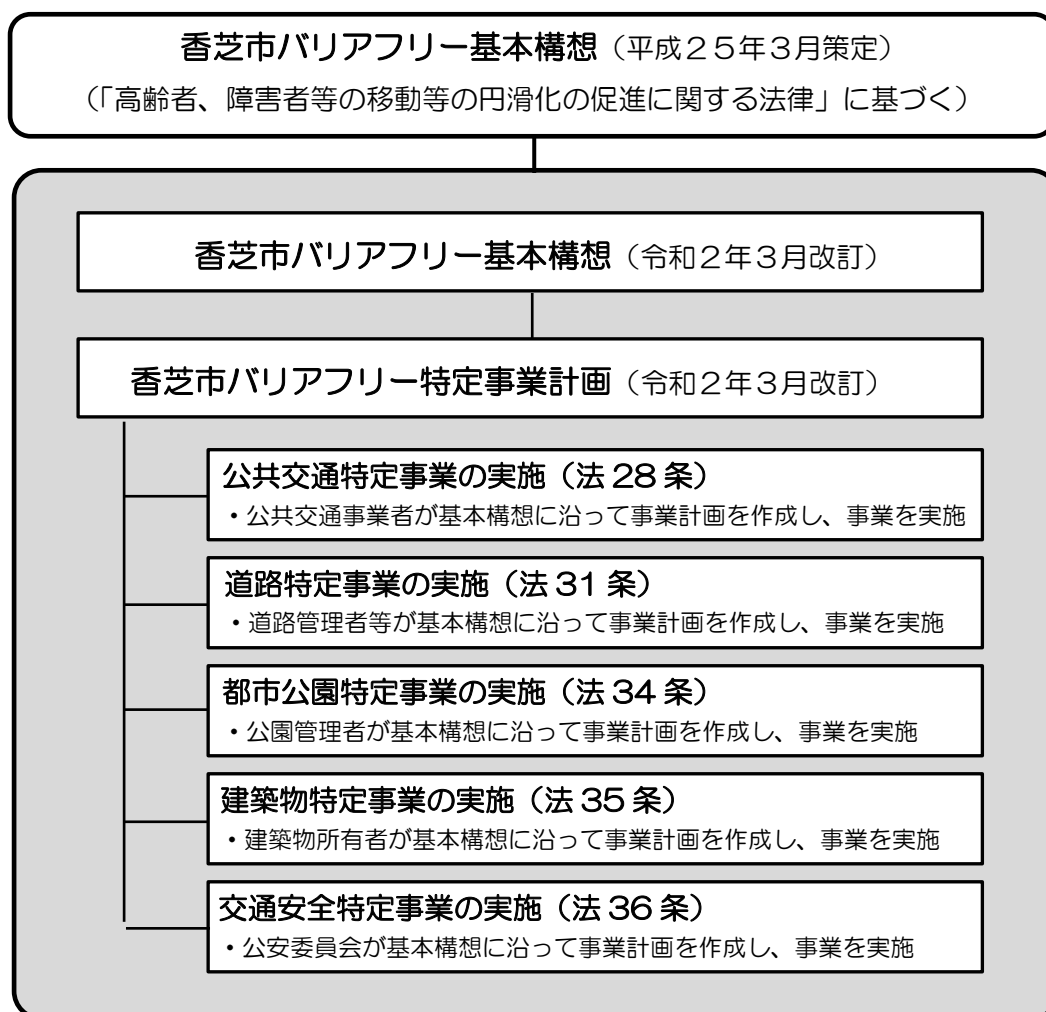 香芝市バリアフリー基本構想（平成２５年３月策定）
（「高齢者、障害者等の移動等の円滑化の促進に関する法律」に基づく）
香芝市バリアフリー基本構想（令和２年３月改訂）
香芝市バリアフリー特定事業計画（令和２年３月改訂）
公共交通特定事業の実施（法 28 条）
・公共交通事業者が基本構想に沿って事業計画を作成し、事業を実施
道路特定事業の実施（法 31 条）
・道路管理者等が基本構想に沿って事業計画を作成し、事業を実施
都市公園特定事業の実施（法 34 条）
・公園管理者が基本構想に沿って事業計画を作成し、事業を実施
建築物特定事業の実施（法 35 条）
・建築物所有者が基本構想に沿って事業計画を作成し、事業を実施
交通安全特定事業の実施（法 36 条）
・公安委員会が基本構想に沿って事業計画を作成し、事業を実施